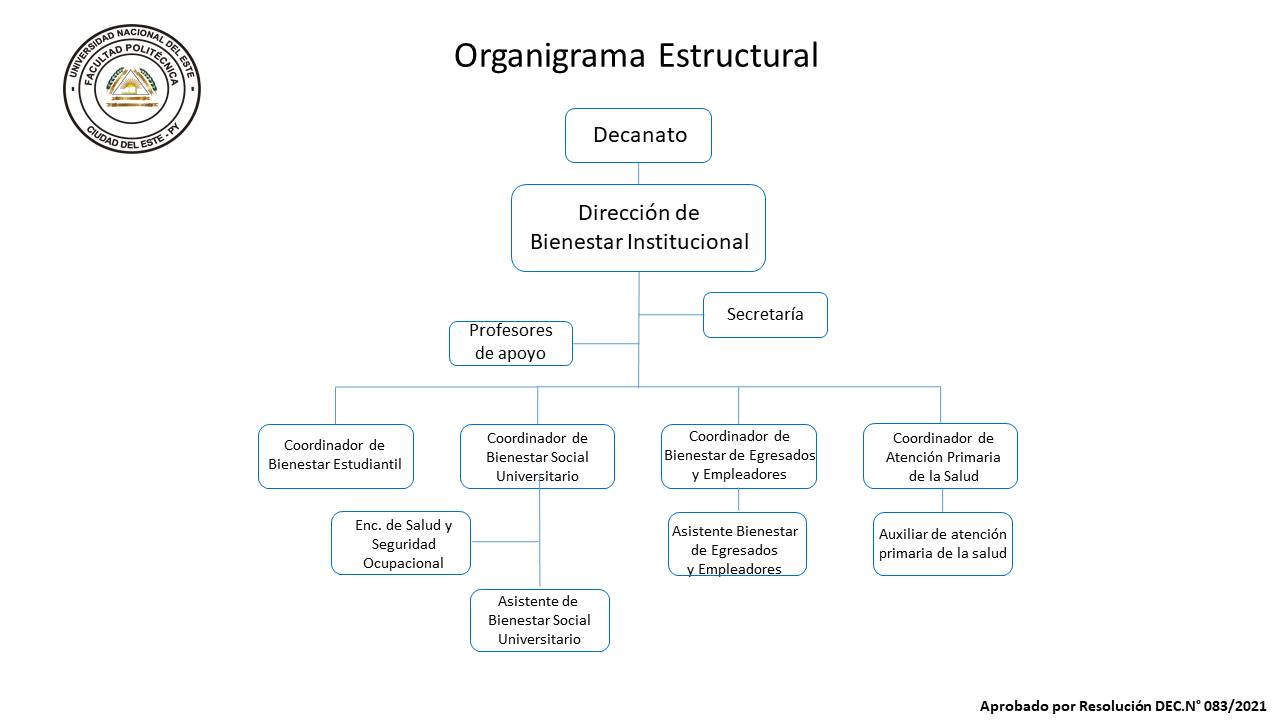 UNIVERSIDAD NACIONAL DEL ESTE
FACULTAD POLITÉCNICA
CIUDAD DEL ESTE - PY
Organigrama Estructural
Decanato
Dirección de
Bienestar Institucional
Secretaría
Profesores
de apoyo
Coordinador de
Bienestar Estudiantil
Coordinador de
Bienestar Social
Universitario
Coordinador de
Bienestar de Egresados
y Empleadores
Coordinador de
Atención Primaria
de la Salud
Enc. de Salud y
Seguridad
Ocupacional
Asistente Bienestar
de Egresados
y Empleadores
Auxiliar de atención
primaria de la salud
Asistente de
Bienestar Social
Universitario
Aprobado por Resolución DEC.N° 083/2021